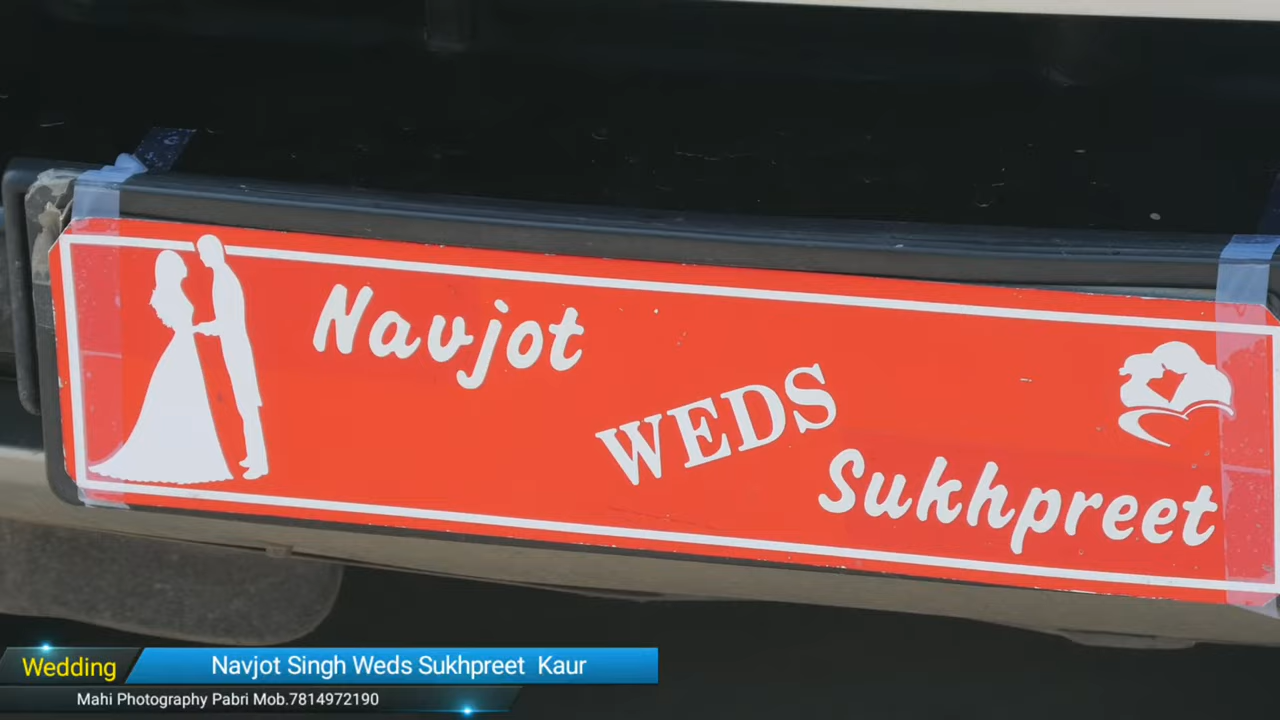 Navjot
WEDS
Sukhpreet
Wedding
Navjot Singh Weds Sukhpreet Kaur
Mahi Photography Pabri Mob.7814972190